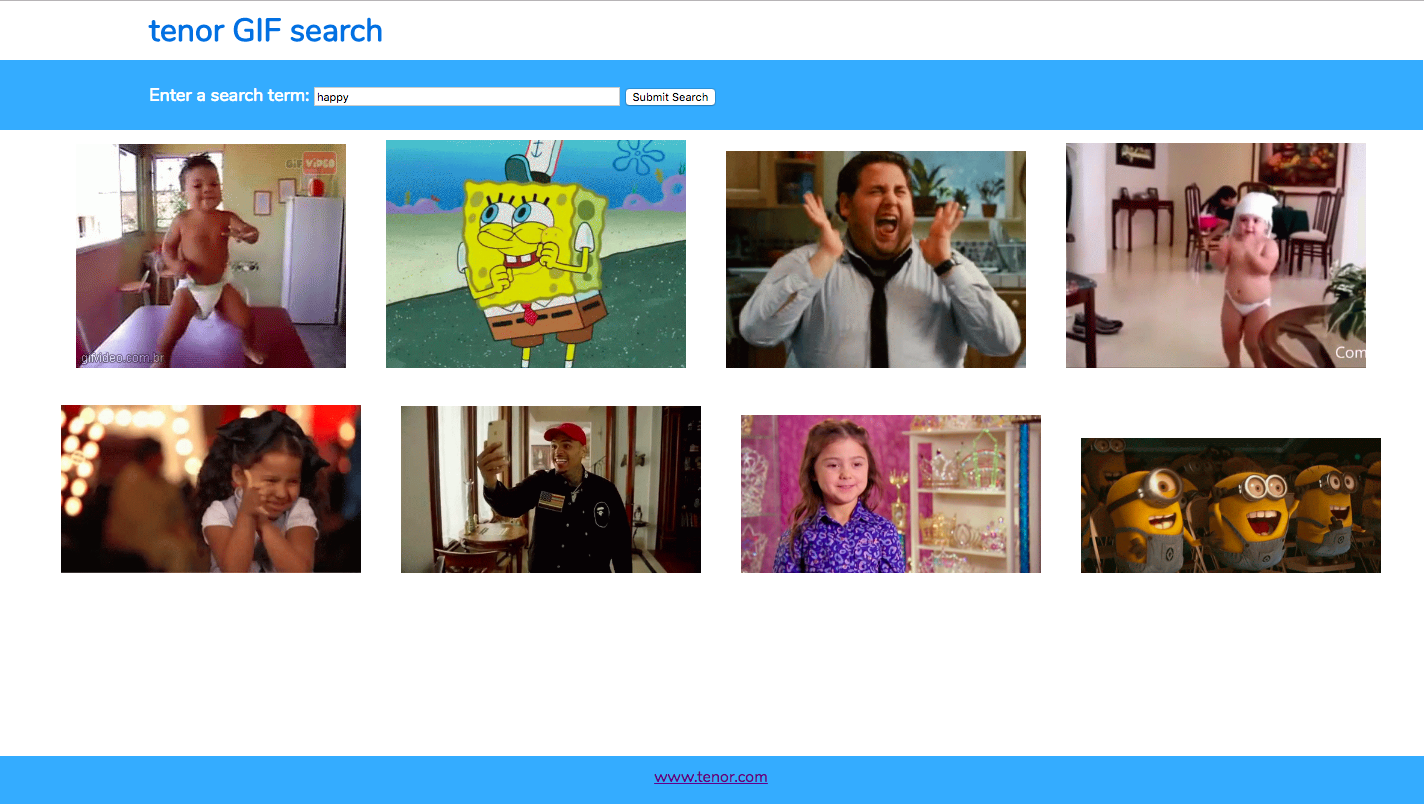 tenor GIF search
Enter a search term: happy Submit Search
GIF VIDEO
gifvideo.com.br
Com
www.tenor.com